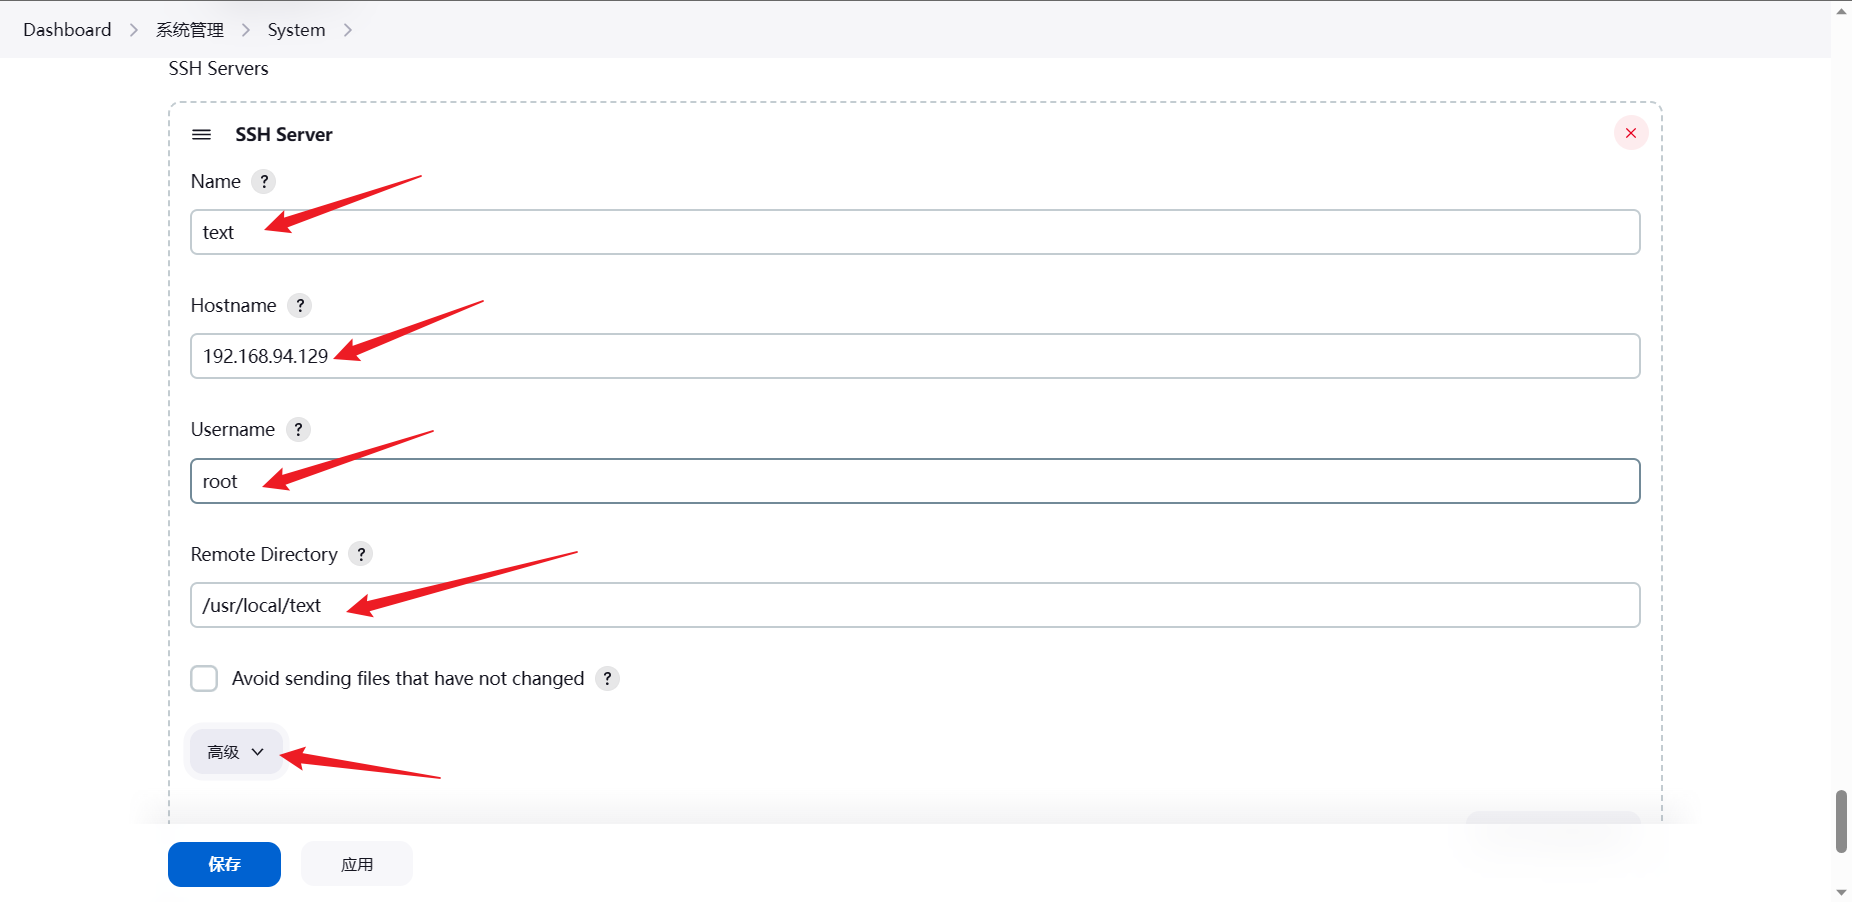 Dashboard > 系统管理 > System >
SSH Servers
SSH Server
Name ?
text
Hostname ?
192.168.94.129
Username ?
root
Remote Directory ?
/usr/local/text
Avoid sending files that have not changed ?
高级
保存 应用